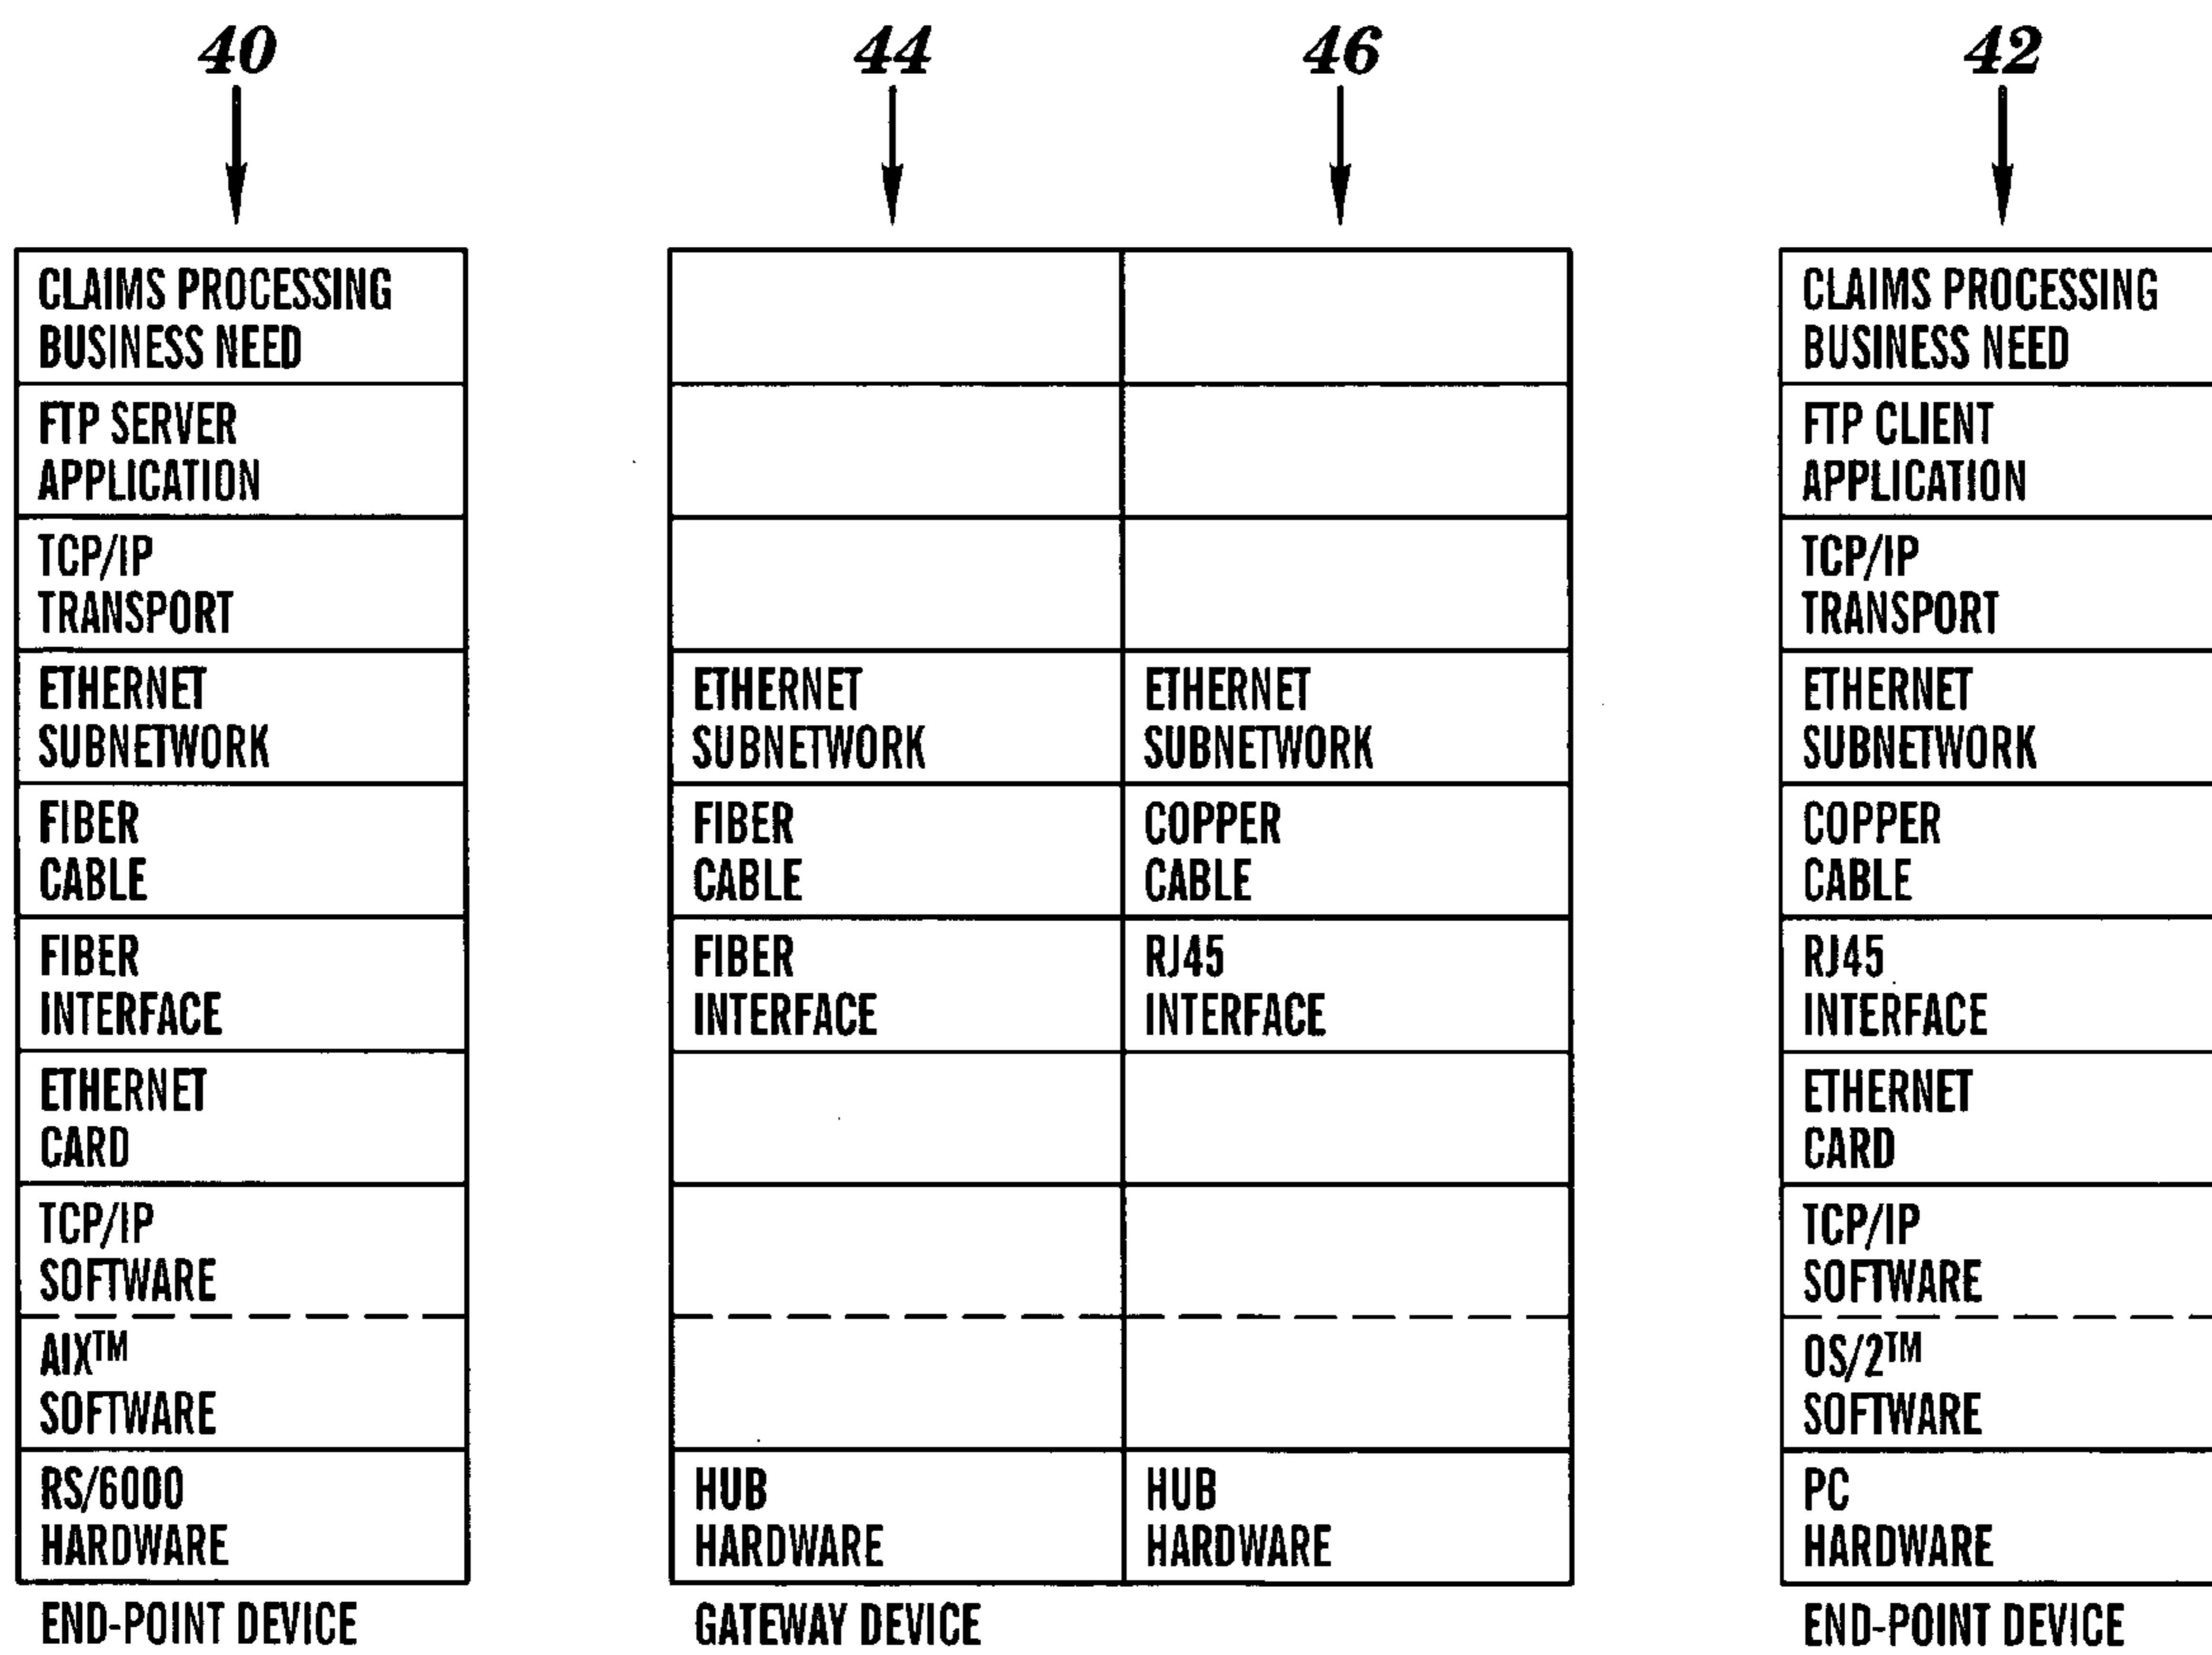 40
44
46
42
CLAIMS PROCESSING
BUSINESS NEED
FTP SERVER
APPLICATION
TCP/IP
TRANSPORT
ETHERNET
SUBNETWORK
FIBER
CABLE
FIBER
INTERFACE
ETHERNET
CARD
TCP/IP
SOFTWARE
AIX™
SOFTWARE
RS/6000
HARDWARE
END-POINT DEVICE
ETHERNET
SUBNETWORK
FIBER
CABLE
FIBER
INTERFACE
HUB
HARDWARE
ETHERNET
SUBNETWORK
COPPER
CABLE
RJ45
INTERFACE
HUB
HARDWARE
GATEWAY DEVICE
CLAIMS PROCESSING
BUSINESS NEED
FTP CLIENT
APPLICATION
TCP/IP
TRANSPORT
ETHERNET
SUBNETWORK
COPPER
CABLE
RJ45
INTERFACE
ETHERNET
CARD
TCP/IP
SOFTWARE
OS/2™
SOFTWARE
PC
HARDWARE
END-POINT DEVICE